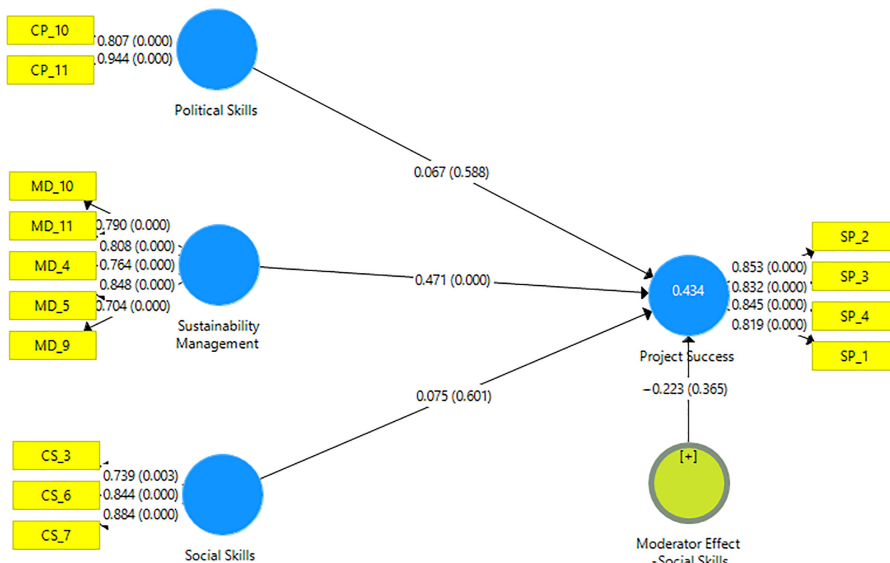 CP_10
0.807 (0.000)
0.944 (0.000)
CP_11
Political Skills
0.067 (0.588)
MD_10
MD_11
0.790 (0.000)
0.808 (0.000)
MD_4
0.764 (0.000)
0.848 (0.000)
MD_5
0.704 (0.000)
MD_9
Sustainability
Management
0.471 (0.000)
0.434
Project Success
SP_2
0.853 (0.000)
SP_3
0.832 (0.000)
0.845 (0.000)
SP_4
0.819 (0.000)
SP_1
0.075 (0.601)
−0.223 (0.365)
CS_3
0.739 (0.003)
CS_6
0.844 (0.000)
0.884 (0.000)
CS_7
Social Skills
[+]
Moderator Effect
-Social Skills